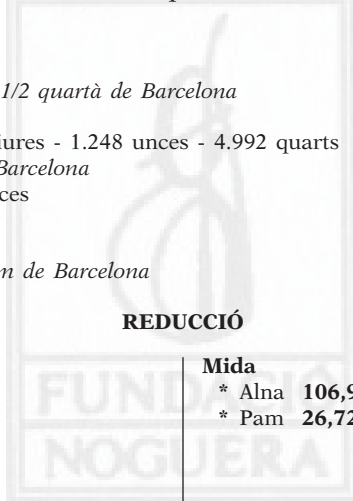 1/2 quartà de Barcelona
iures - 1.248 unces - 4.992 quarts
Barcelona
ces
n de Barcelona
REDUCCIÓ
Mida
* Alna 106,9
* Pam 26,72
FUNDACIÓ
NOGUERA